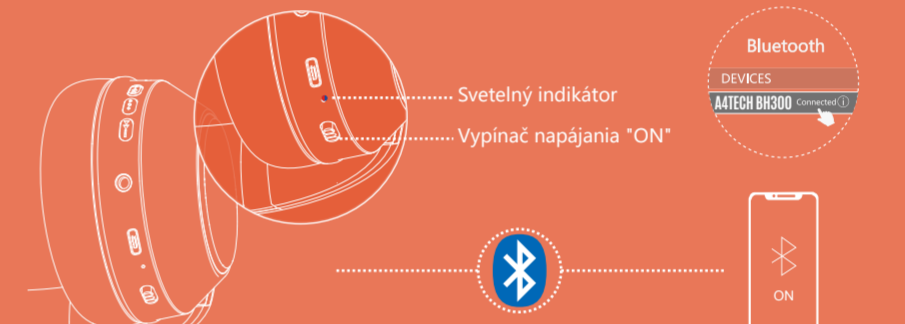 Bluetooth
DEVICES
A4TECH BH300 Connected
Svetelný indikátor
Vypínač napájania "ON"
ON